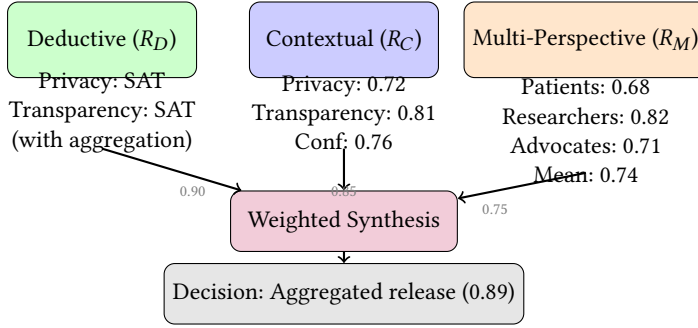 Deductive (R_D)
Privacy: SAT
Transparency: SAT
(with aggregation)
Contextual (R_C)
Privacy: 0.72
Transparency: 0.81
Conf: 0.76
Multi-Perspective (R_M)
Patients: 0.68
Researchers: 0.82
Advocates: 0.71
Mean: 0.74
0.90
0.85
0.75
Weighted Synthesis
Decision: Aggregated release (0.89)